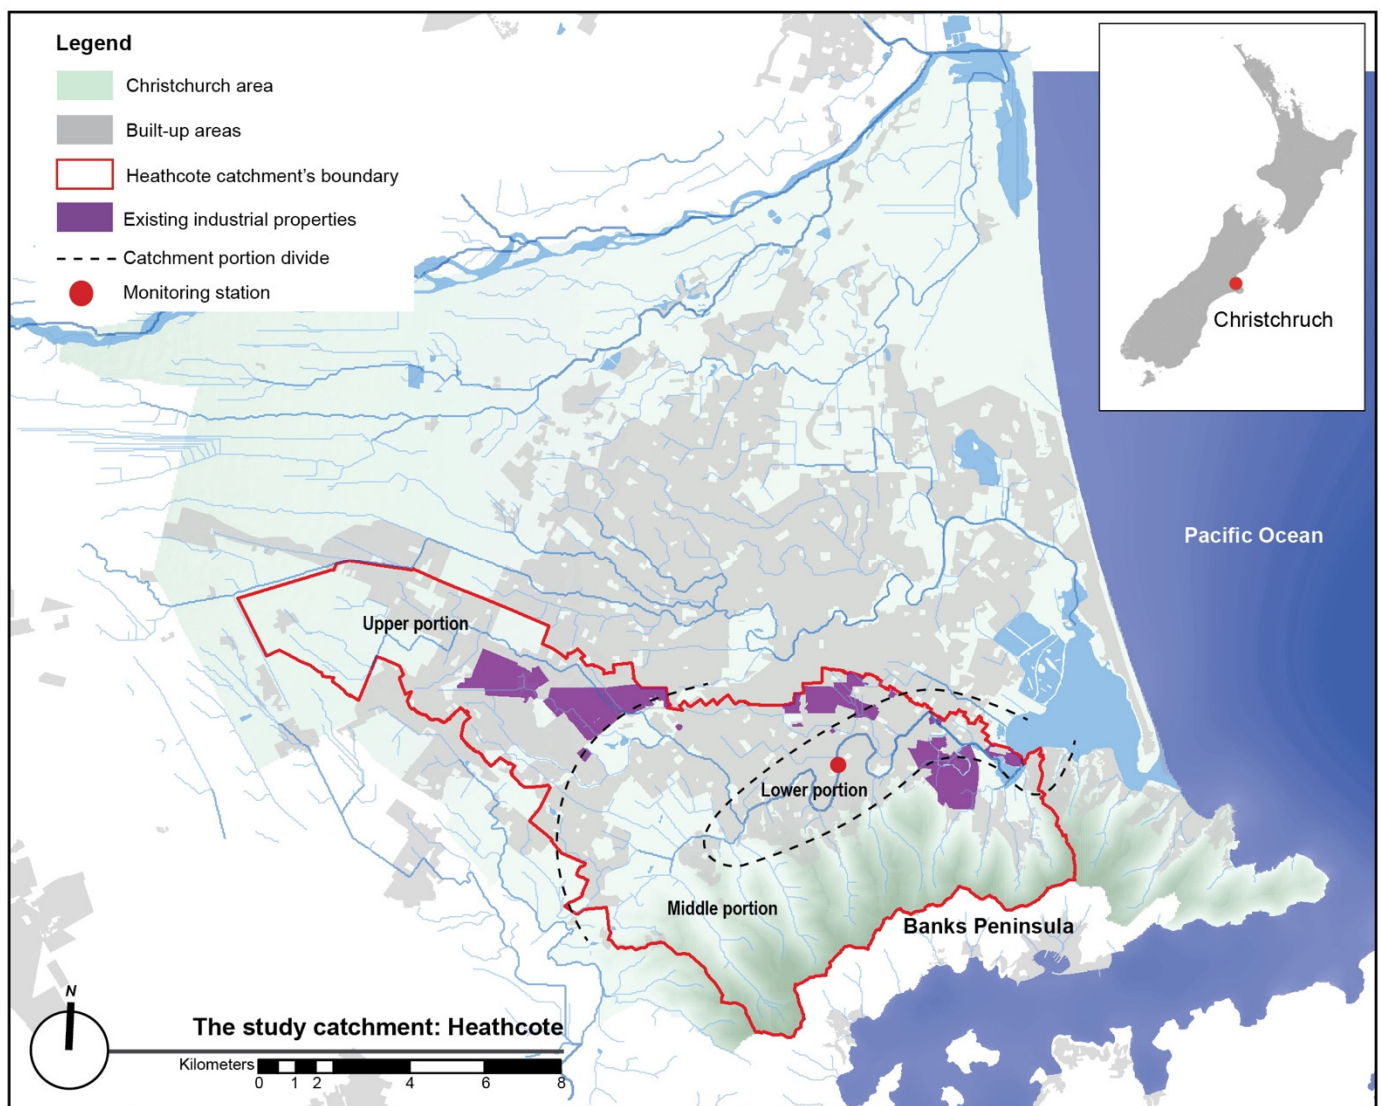 Legend
Christchurch area
Built-up areas
Heathcote catchment's boundary
Existing industrial properties
Catchment portion divide
Monitoring station
Christchruch
Pacific Ocean
Upper portion
Lower portion
Middle portion
Banks Peninsula
N
The study catchment: Heathcote
Kilometers
0 1 2 4 6 8